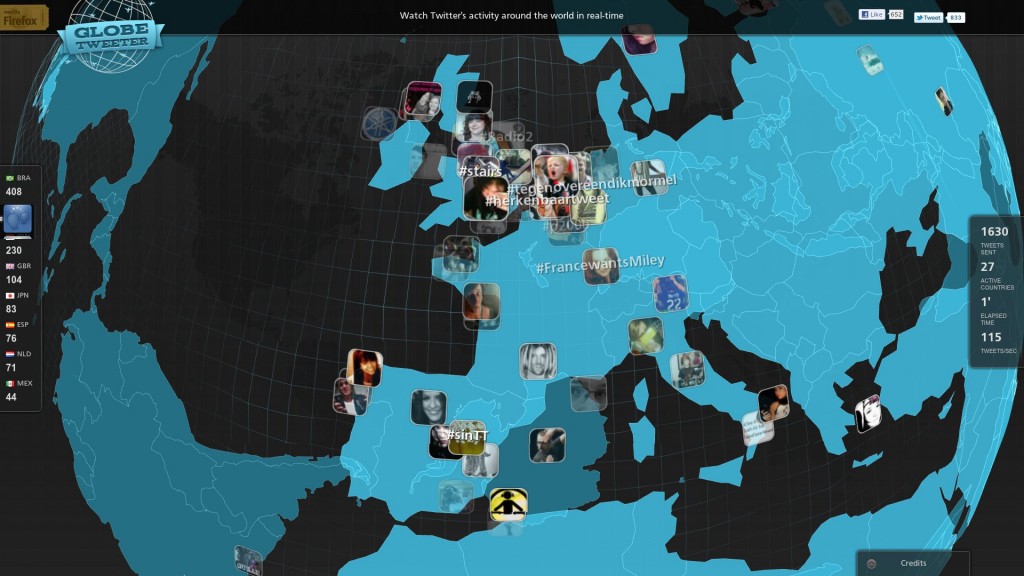 mozilla
Firefox
GLOBE
TWEETER
Watch Twitter's activity around the world in real-time
Like 652
Tweet 833
BRA
408
230
GBR
104
JPN
83
ESP
76
NLD
71
MEX
44
#stairs
#tegenovereendikmormel
#herkenbaartweet
#FrancewantsMiley
#sinTT
22
1630
TWEETS
SENT
27
ACTIVE
COUNTRIES
1'
ELAPSED
TIME
115
TWEETS/SEC
Credits